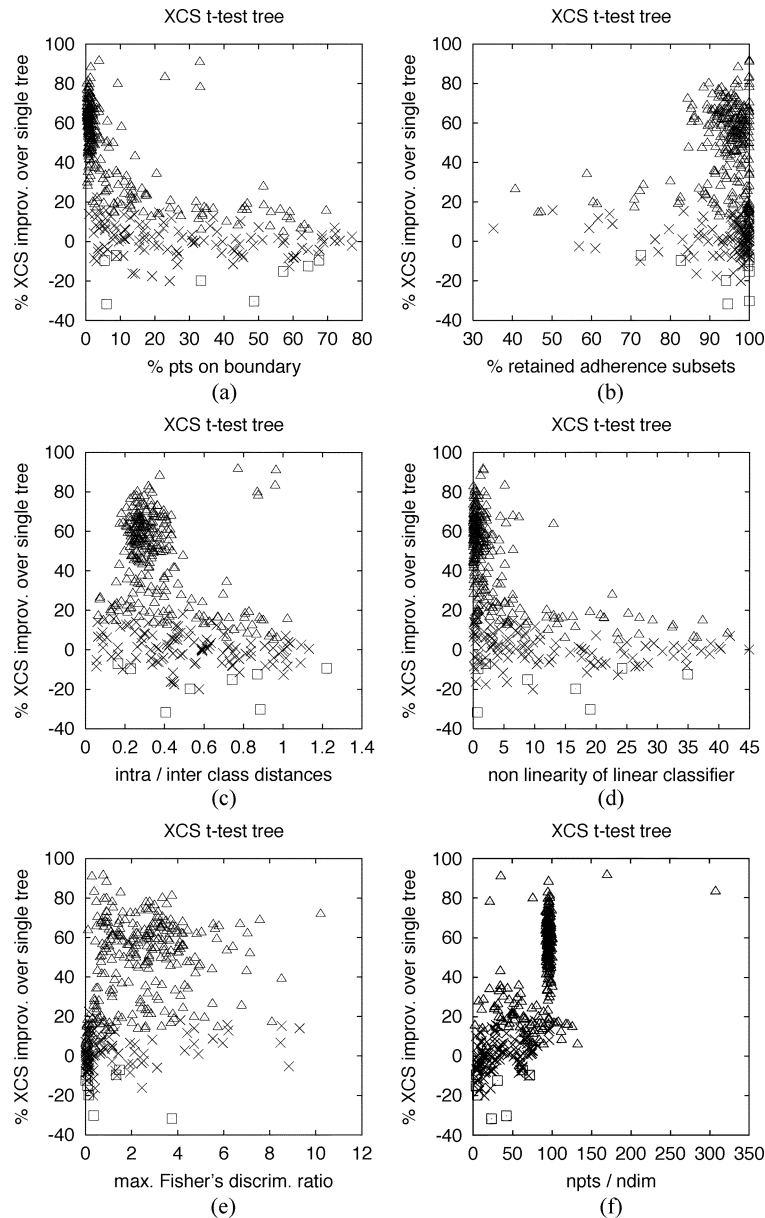 XCS t-test tree
XCS t-test tree
% XCS improv. over single tree
100
80
60
40
20
0
-20
-40
0 10 20 30 40 50 60 70 80
% pts on boundary
(a)
% XCS improv. over single tree
100
80
60
40
20
0
-20
-40
30 40 50 60 70 80 90 100
% retained adherence subsets
(b)
XCS t-test tree
XCS t-test tree
% XCS improv. over single tree
100
80
60
40
20
0
-20
-40
0 0.2 0.4 0.6 0.8 1 1.2 1.4
intra / inter class distances
(c)
% XCS improv. over single tree
100
80
60
40
20
0
-20
-40
0 5 10 15 20 25 30 35 40 45
non linearity of linear classifier
(d)
XCS t-test tree
XCS t-test tree
% XCS improv. over single tree
100
80
60
40
20
0
-20
-40
0 2 4 6 8 10 12
max. Fisher's discrim. ratio
(e)
% XCS improv. over single tree
100
80
60
40
20
0
-20
-40
0 50 100 150 200 250 300 350
npts / ndim
(f)